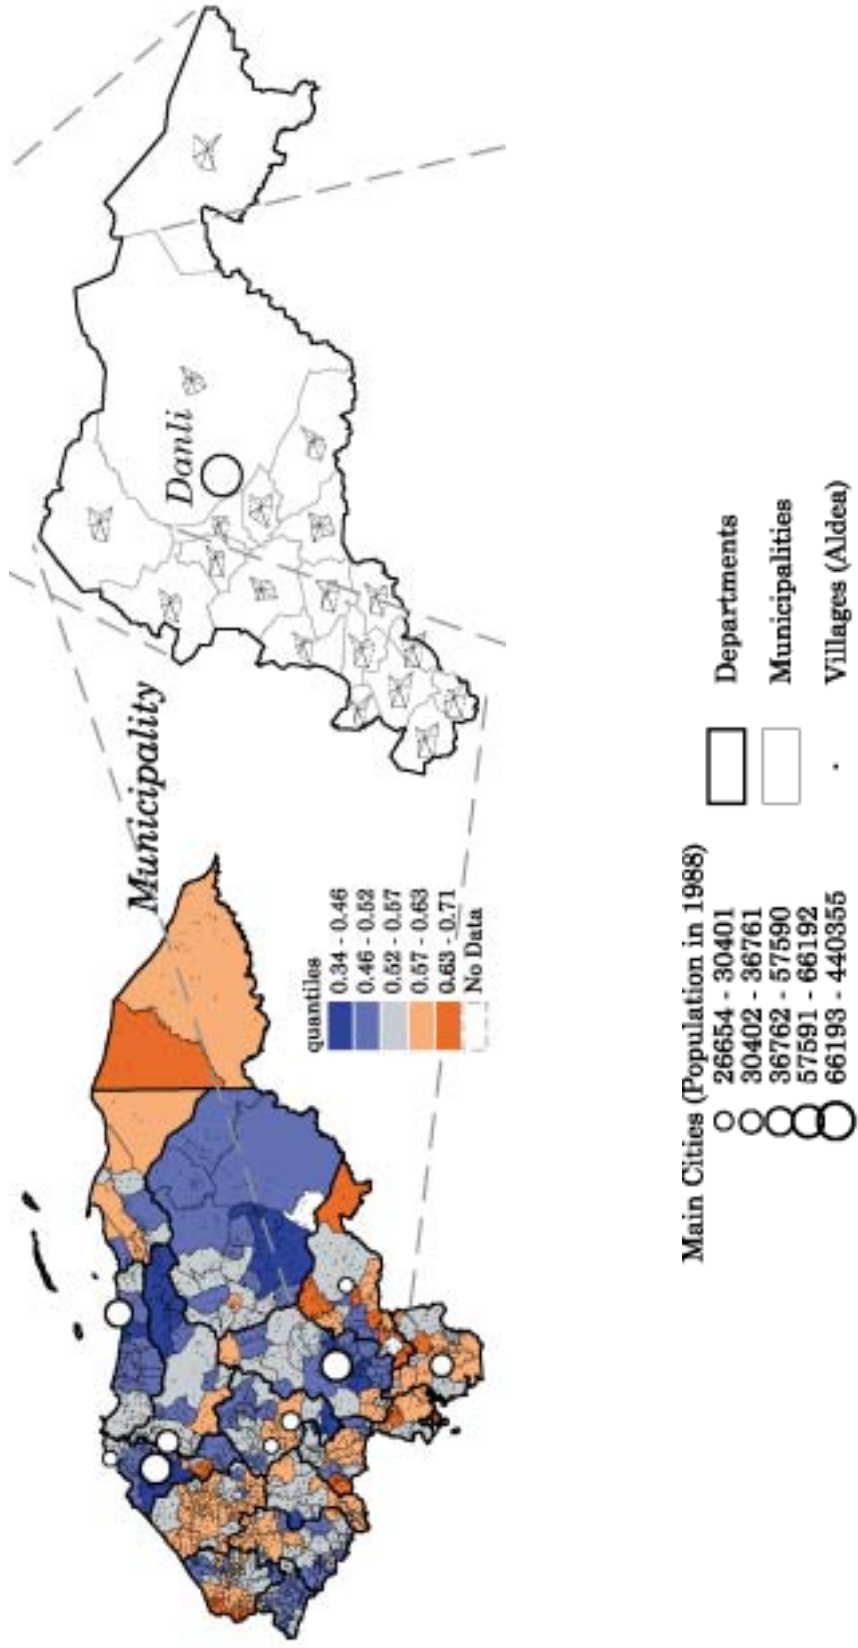 Municipality
Danli
quantiles
0.34 - 0.46
0.46 - 0.52
0.52 - 0.57
0.57 - 0.63
0.63 - 0.71
No Data
Main Cities (Population in 1988)
26654 - 30401
30402 - 36761
36762 - 57590
57591 - 66192
66193 - 440355
Departments
Municipalities
Villages (Aldea)